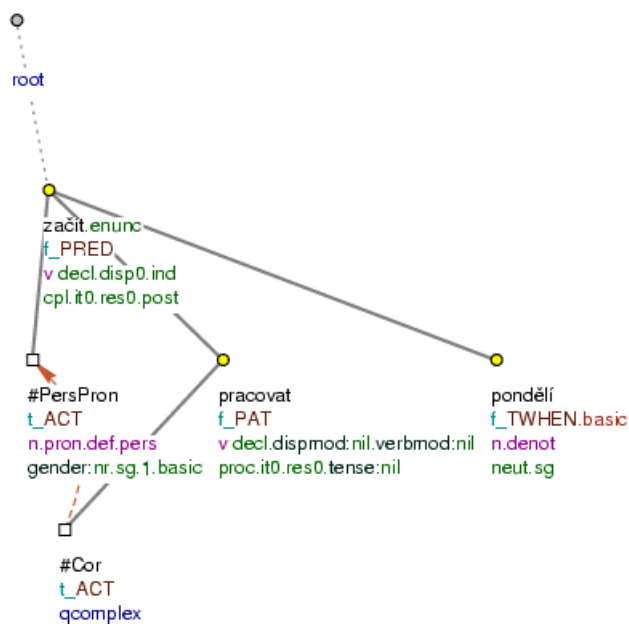 root
začít.enunc
f_PRED
v decl.disp0.ind
cpl.it0.res0.post
#PersPron
t_ACT
n.pron.def.pers
gender:nr.sg.1.basic
pracovat
f_PAT
v decl.dispmod:nil.verbmod:nil
proc.it0.res0.tense:nil
pondělí
f_TWHEN.basic
n.denot
neut.sg
#Cor
t_ACT
qcomplex